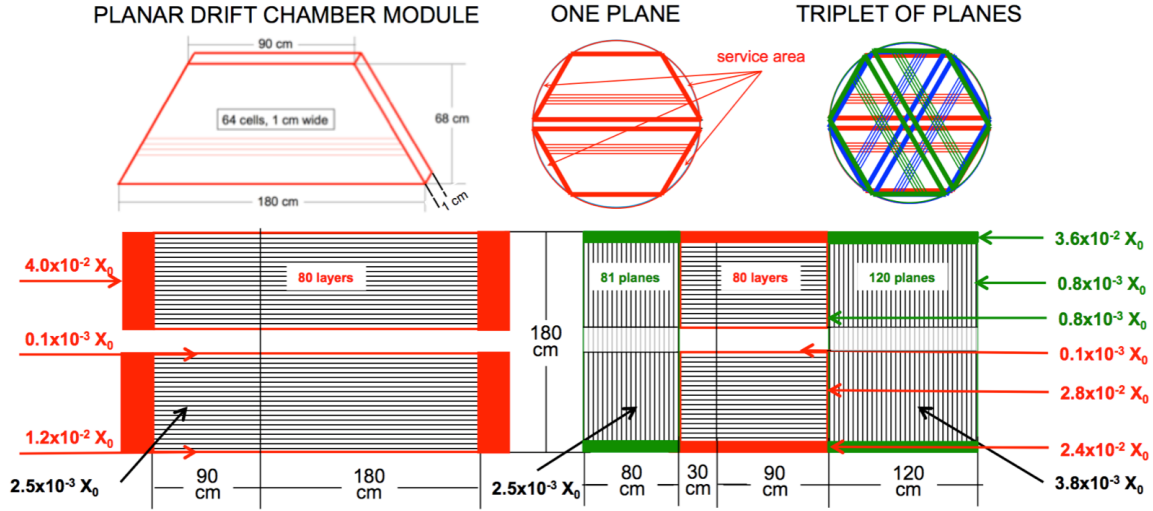 PLANAR DRIFT CHAMBER MODULE
ONE PLANE
TRIPLET OF PLANES
90 cm
64 cells, 1 cm wide
68 cm
180 cm
1 cm
service area
4.0x10⁻² X₀
0.1x10⁻³ X₀
1.2x10⁻² X₀
2.5x10⁻³ X₀
80 layers
90
cm
180
cm
180
cm
2.5x10⁻³ X₀
81 planes
80 layers
120 planes
80
cm
30
cm
90
cm
120
cm
3.6x10⁻² X₀
0.8x10⁻³ X₀
0.8x10⁻³ X₀
0.1x10⁻³ X₀
2.8x10⁻² X₀
2.4x10⁻² X₀
3.8x10⁻³ X₀